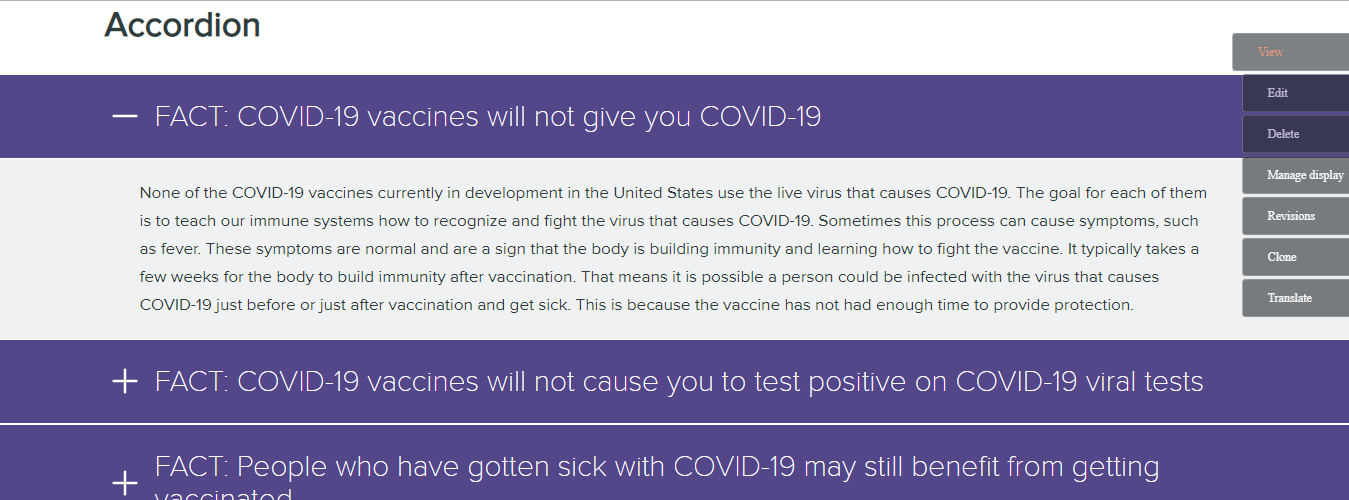 Accordion
View
FACT: COVID-19 vaccines will not give you COVID-19
Edit
Delete
Manage display
Revisions
Clone
Translate
None of the COVID-19 vaccines currently in development in the United States use the live virus that causes COVID-19. The goal for each of them
is to teach our immune systems how to recognize and fight the virus that causes COVID-19. Sometimes this process can cause symptoms, such
as fever. These symptoms are normal and are a sign that the body is building immunity and learning how to fight the vaccine. It typically takes a
few weeks for the body to build immunity after vaccination. That means it is possible a person could be infected with the virus that causes
COVID-19 just before or just after vaccination and get sick. This is because the vaccine has not had enough time to provide protection.
FACT: COVID-19 vaccines will not cause you to test positive on COVID-19 viral tests
FACT: People who have gotten sick with COVID-19 may still benefit from getting
vaccinated